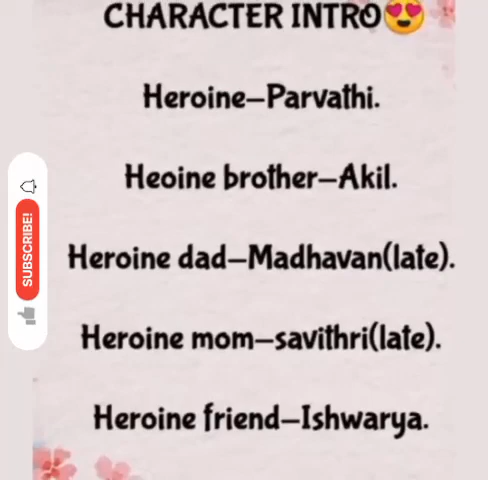 CHARACTER INTRO😍
Heroine–Parvathi.
Heoine brother–Akil.
Heroine dad–Madhavan(late).
SUBSCRIBE!
Heroine mom–savithri(late).
Heroine friend–Ishwarya.